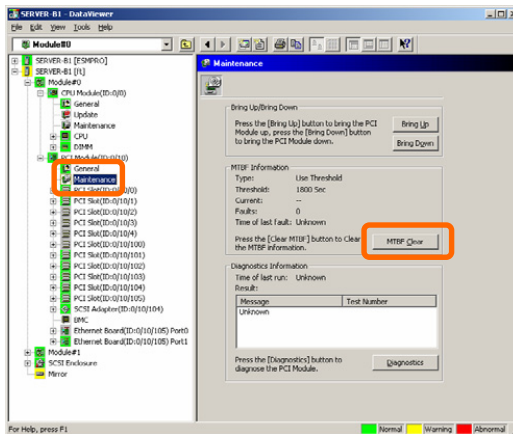 SERVER-B1 - DataViewer
File Edit View Tools Help
Module#0
SERVER-B1 [ESMPRO]
SERVER-B1 [ft]
Module#0
CPU Module(ID:0/0)
General
Update
Maintenance
CPU
DIMM
PCI Module(ID:0/10)
General
Maintenance
PCI Slot(ID:0/10/0)
PCI Slot(ID:0/10/1)
PCI Slot(ID:0/10/2)
PCI Slot(ID:0/10/3)
PCI Slot(ID:0/10/4)
PCI Slot(ID:0/10/100)
PCI Slot(ID:0/10/101)
PCI Slot(ID:0/10/102)
PCI Slot(ID:0/10/103)
PCI Slot(ID:0/10/104)
PCI Slot(ID:0/10/105)
SCSI Adapter(ID:0/10/104)
BMC
Ethernet Board(ID:0/10/105) Port0
Ethernet Board(ID:0/10/105) Port1
Module#1
SCSI Enclosure
Mirror
Maintenance
Bring Up/Bring Down
Press the [Bring Up] button to bring the PCI
Module up, press the [Bring Down] button
to bring the PCI Module down.
Bring Up
Bring Down
MTBF Information
Type: Use Threshold
Threshold: 1800 Sec
Current: --
Faults: 0
Time of last fault: Unknown
Press the [Clear MTBF] button to Clear
the MTBF information.
MTBF Clear
Diagnostics Information
Time of last run: Unknown
Result:
Message Test Number
Unknown
Press the [Diagnostics] button to
diagnose the PCI Module.
Diagnostics
For Help, press F1
Normal Warning Abnormal